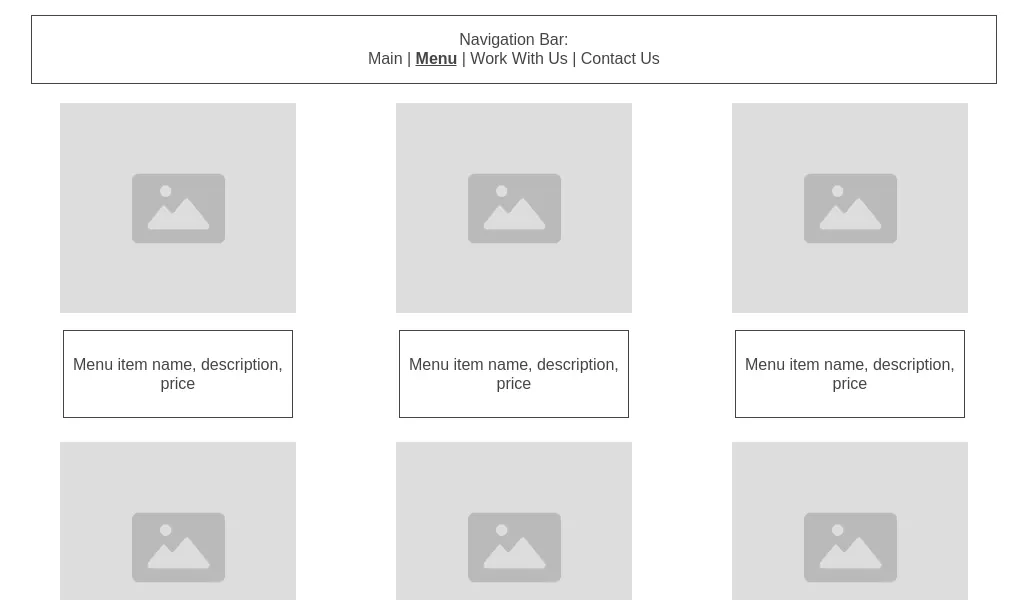 Navigation Bar:
Main | Menu | Work With Us | Contact Us
Menu item name, description,
price
Menu item name, description,
price
Menu item name, description,
price